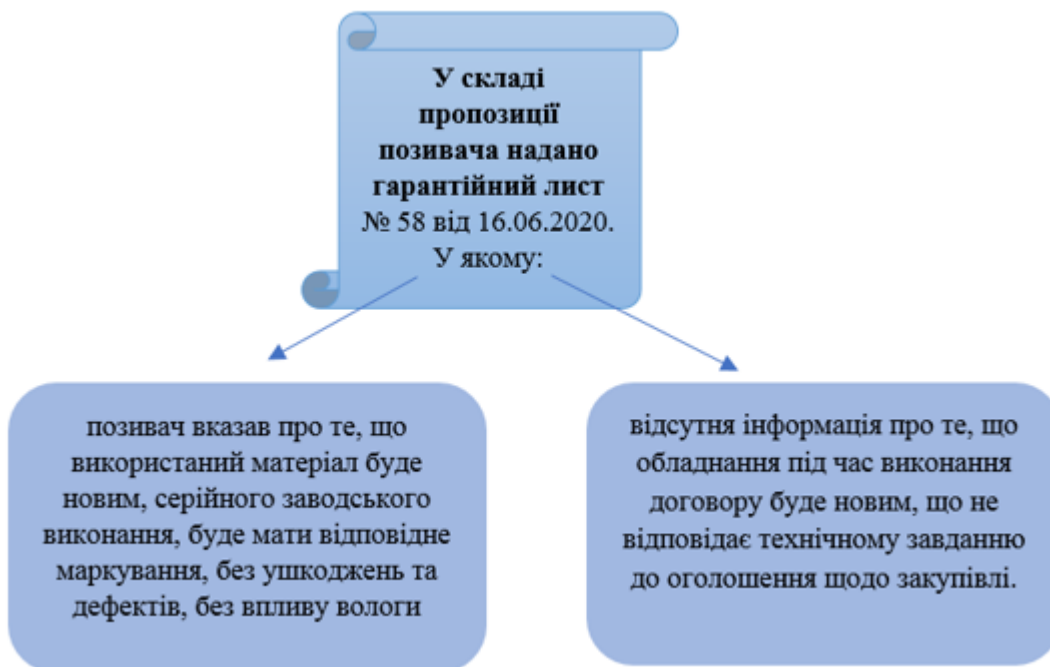 У складі
пропозиції
позивача надано
гарантійний лист
№ 58 від 16.06.2020.
У якому:
позивач вказав про те, що
використаний матеріал буде
новим, серійного заводського
виконання, буде мати відповідне
маркування, без ушкоджень та
дефектів, без впливу вологи
відсутня інформація про те, що
обладнання під час виконання
договору буде новим, що не
відповідає технічному завданню
до оголошення щодо закупівлі.